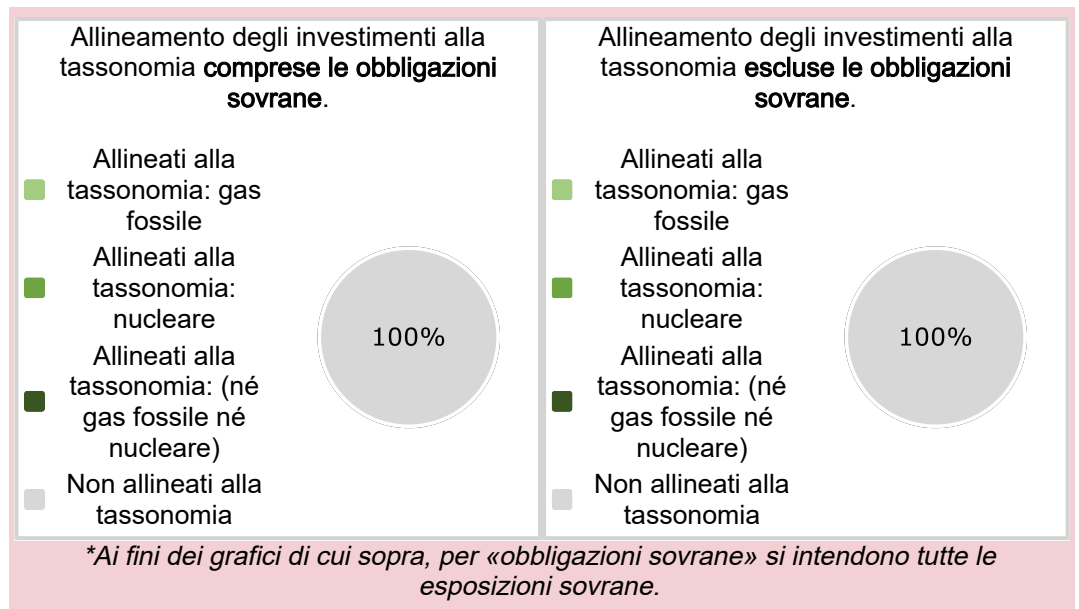 Allineamento degli investimenti alla
tassonomia comprese le obbligazioni
sovrane.
Allineati alla
tassonomia: gas
fossile
Allineati alla
tassonomia:
nucleare
Allineati alla
tassonomia: (né
gas fossile né
nucleare)
Non allineati alla
tassonomia
100%
Allineamento degli investimenti alla
tassonomia escluse le obbligazioni
sovrane.
Allineati alla
tassonomia: gas
fossile
Allineati alla
tassonomia:
nucleare
Allineati alla
tassonomia: (né
gas fossile né
nucleare)
Non allineati alla
tassonomia
100%
*Ai fini dei grafici di cui sopra, per «obbligazioni sovrane» si intendono tutte le
esposizioni sovrane.